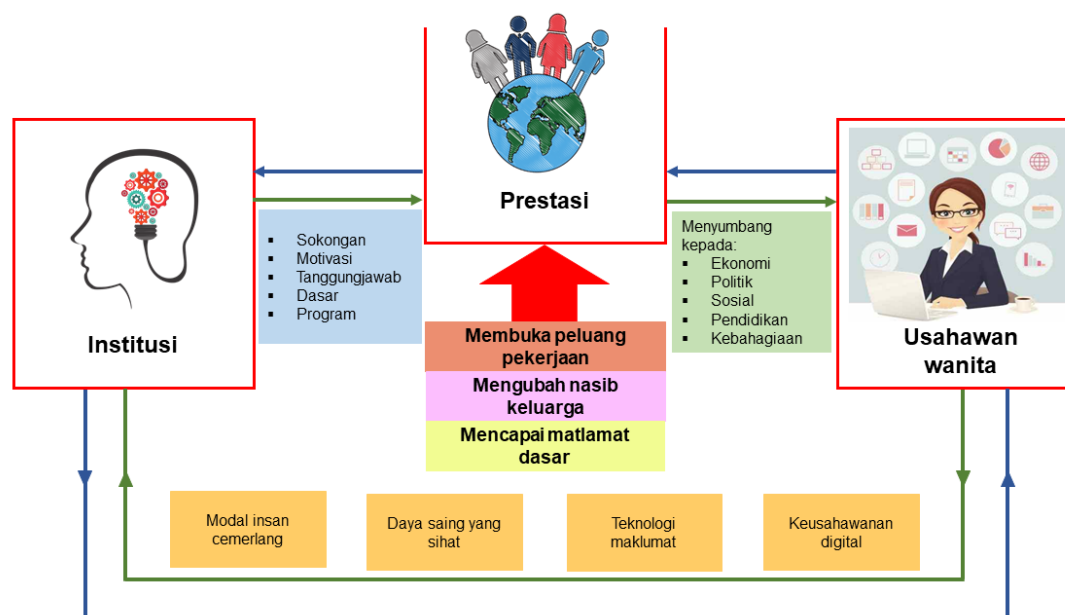 Prestasi
Institusi
▪ Sokongan
▪ Motivasi
▪ Tanggungjawab
▪ Dasar
▪ Program
Menyumbang
kepada:
▪ Ekonomi
▪ Politik
▪ Sosial
▪ Pendidikan
▪ Kebahagiaan
Usahawan
wanita
Membuka peluang
pekerjaan
Mengubah nasib
keluarga
Mencapai matlamat
dasar
Modal insan
cemerlang
Daya saing yang
sihat
Teknologi
maklumat
Keusahawanan
digital